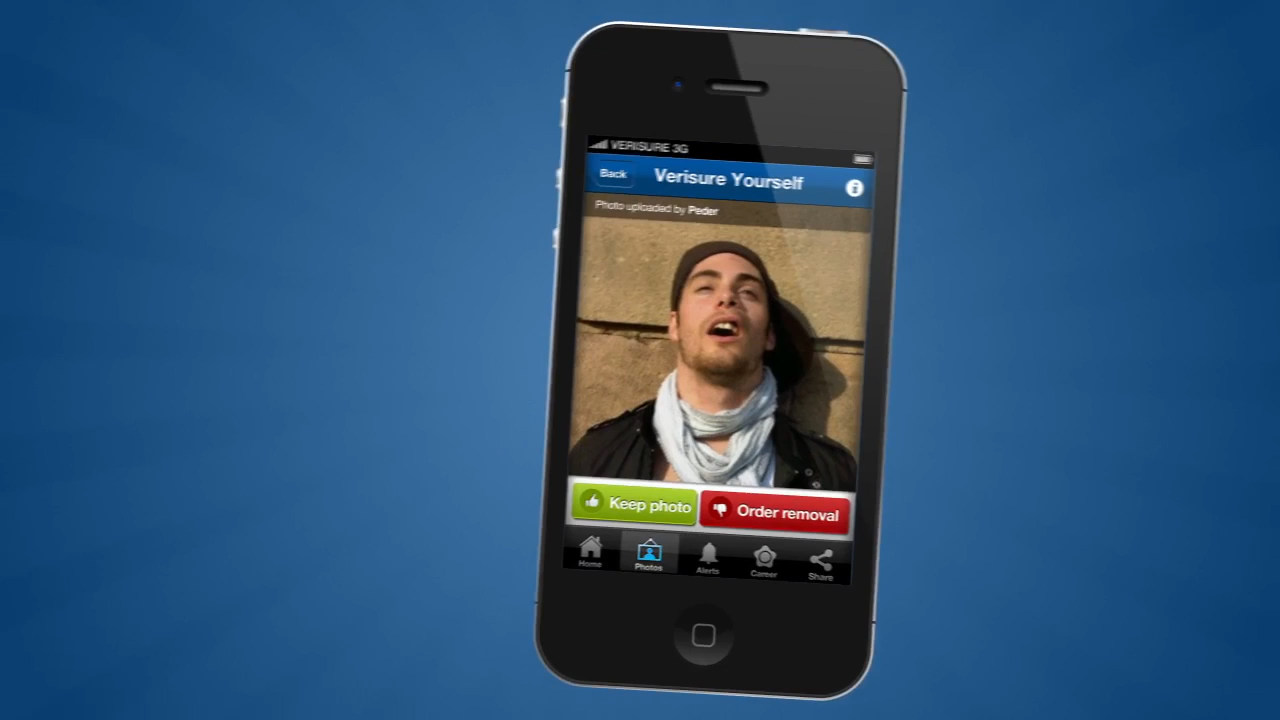 VERISURE 3G
Back
Verisure Yourself
Photo uploaded by Peder
Keep photo
Order removal
Home
Photos
Alerts
Career
Share